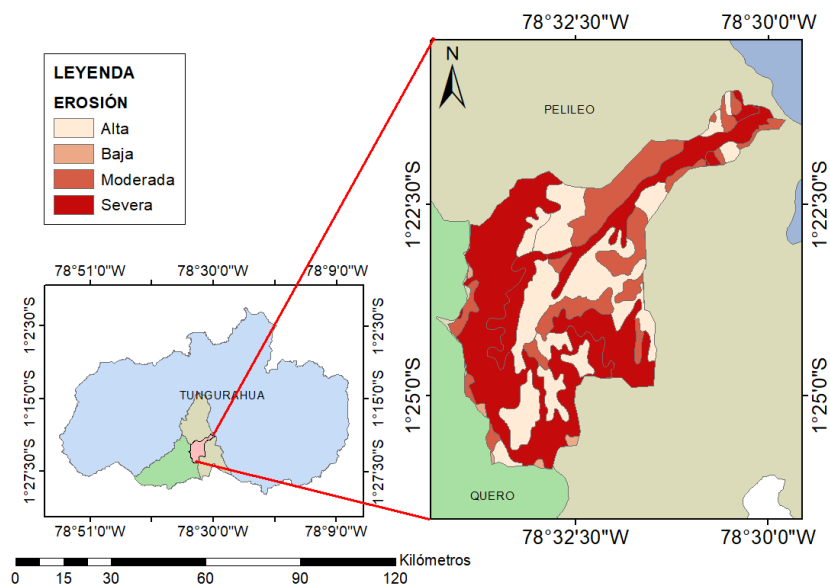 LEYENDA
EROSIÓN
Alta
Baja
Moderada
Severa
78°51'0"W 78°30'0"W 78°9'0"W
1°2'30"S 1°2'30"S
1°15'0"S 1°15'0"S
1°27'30"S 1°27'30"S
TUNGURAHUA
78°51'0"W 78°30'0"W 78°9'0"W
0 15 30 60 90 120 Kilómetros
78°32'30"W 78°30'0"W
N
PELILEO
1°22'30"S 1°22'30"S
1°25'0"S 1°25'0"S
QUERO
78°32'30"W 78°30'0"W